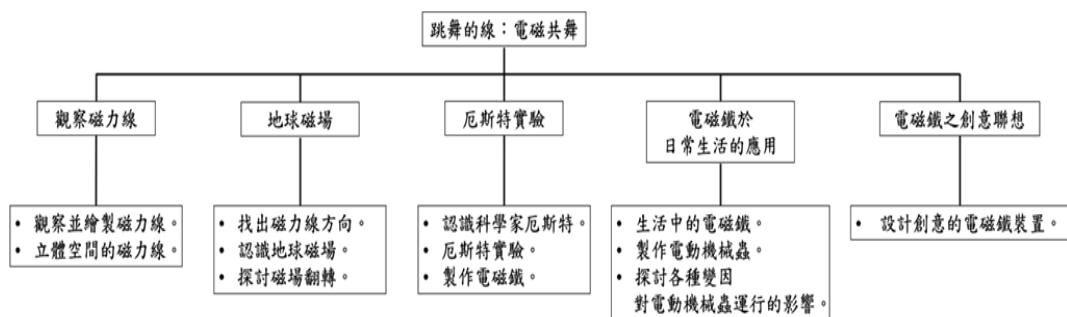 跳舞的線：電磁共舞
觀察磁力線
地球磁場
厄斯特實驗
電磁鐵於
日常生活的應用
電磁鐵之創意聯想
• 觀察並繪製磁力線。
• 立體空間的磁力線。
• 找出磁力線方向。
• 認識地球磁場。
• 探討磁場翻轉。
• 認識科學家厄斯特。
• 厄斯特實驗。
• 製作電磁鐵。
• 生活中的電磁鐵。
• 製作電動機械蟲。
• 探討各種變因
對電動機械蟲運行的影響。
• 設計創意的電磁鐵裝置。